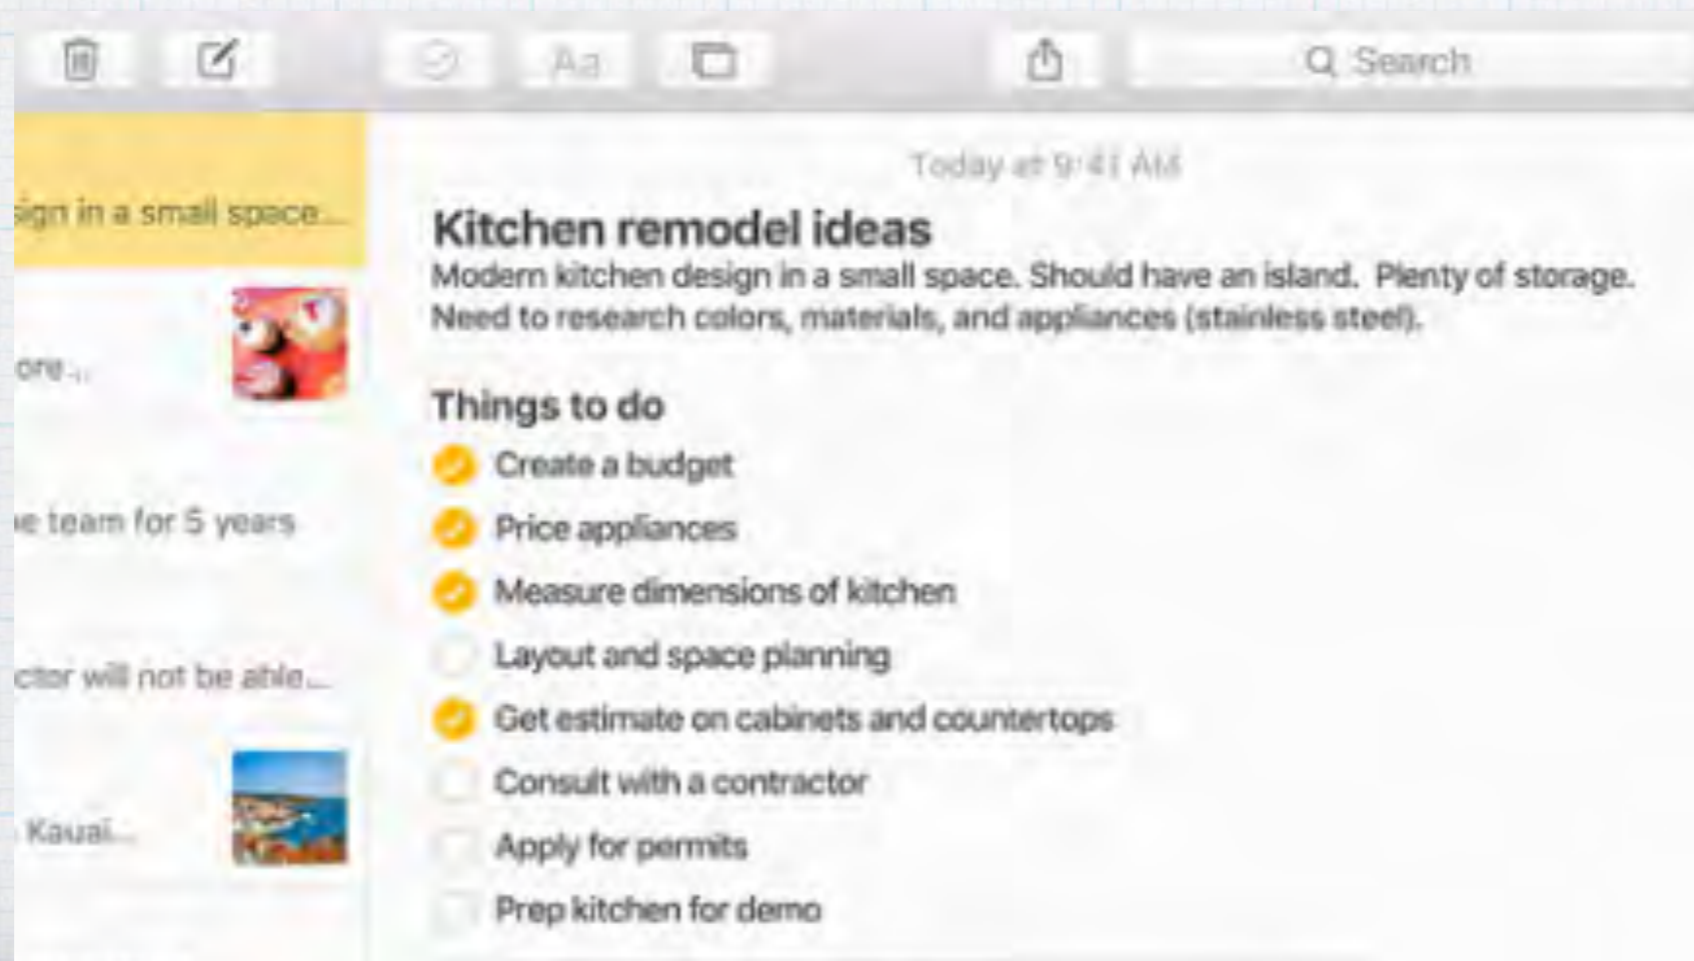 Aa
Search
sign in a small space...
ore...
team for 5 years
will not be able...
Kauai...
Today at 9:41 AM
Kitchen remodel ideas
Modern kitchen design in a small space. Should have an island. Plenty of storage.
Need to research colors, materials, and appliances (stainless steel).
Things to do
Create a budget
Price appliances
Measure dimensions of kitchen
Layout and space planning
Get estimate on cabinets and countertops
Consult with a contractor
Apply for permits
Prep kitchen for demo